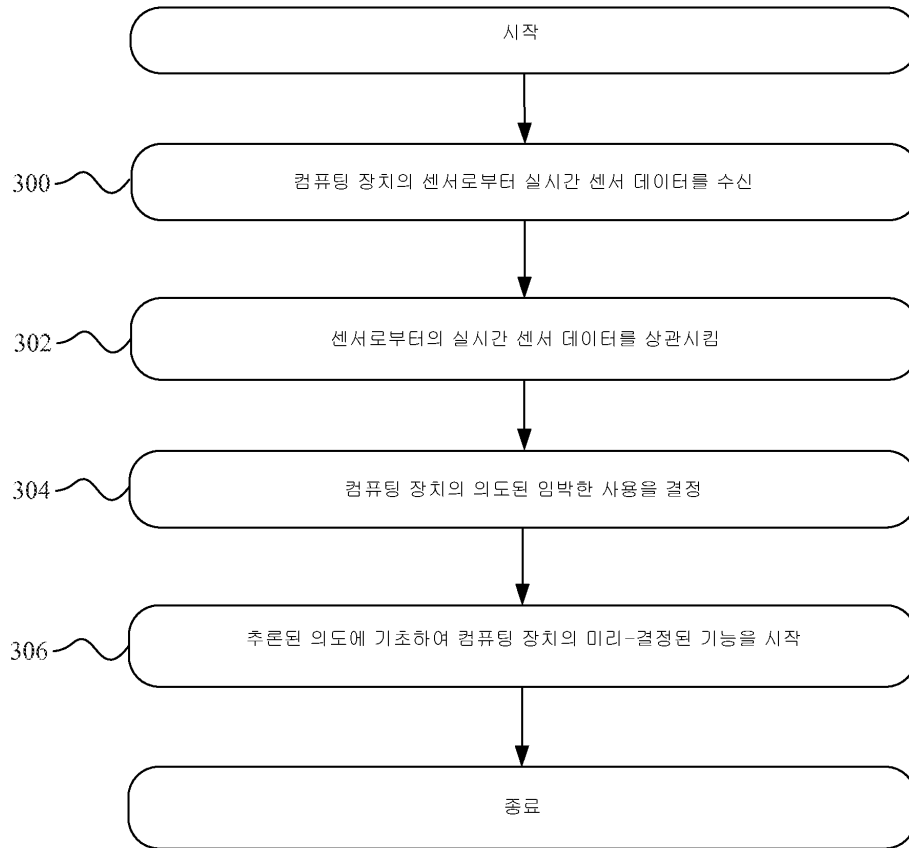 시작
300
컴퓨팅 장치의 센서로부터 실시간 센서 데이터를 수신
302
센서로부터의 실시간 센서 데이터를 상관시킴
304
컴퓨팅 장치의 의도된 임박한 사용을 결정
306
추론된 의도에 기초하여 컴퓨팅 장치의 미리-결정된 기능을 시작
종료